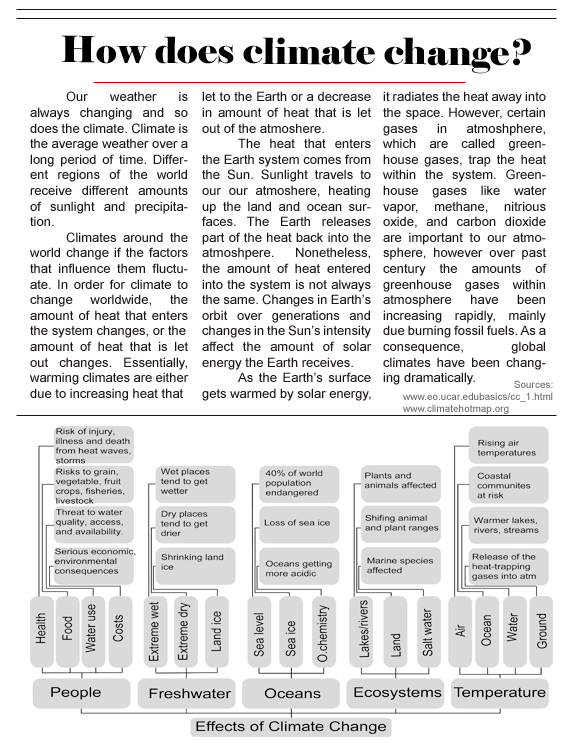 How does climate change?
Our weather is
always changing and so
does the climate. Climate is
the average weather over a
long period of time. Differ-
ent regions of the world
receive different amounts
of sunlight and precipita-
tion.
Climates around the
world change if the factors
that influence them fluctu-
ate. In order for climate to
change worldwide, the
amount of heat that enters
the system changes, or the
amount of heat that is let
out changes. Essentially,
warming climates are either
due to increasing heat that
let to the Earth or a decrease
in amount of heat that is let
out of the atmoshere.
The heat that enters
the Earth system comes from
the Sun. Sunlight travels to
our our atmoshere, heating
up the land and ocean sur-
faces. The Earth releases
part of the heat back into the
atmoshpere. Nonetheless,
the amount of heat entered
into the system is not always
the same. Changes in Earth's
orbit over generations and
changes in the Sun's intensity
affect the amount of solar
energy the Earth receives.
As the Earth's surface
gets warmed by solar energy,
it radiates the heat away into
the space. However, certain
gases in atmoshphere,
which are called green-
house gases, trap the heat
within the system. Green-
house gases like water
vapor, methane, nitrious
oxide, and carbon dioxide
are important to our atmo-
sphere, however over past
century the amounts of
greenhouse gases within
atmosphere have been
increasing rapidly, mainly
due burning fossil fuels. As a
consequence, global
climates have been chang-
ing dramatically.
Sources:
www.eo.ucar.edubasics/cc_1.html
www.climatehotmap.org
Risk of injury,
illness and death
from heat waves,
storms
Risks to grain,
vegetable, fruit
crops, fisheries,
livestock
Threat to water
quality, access,
and availability.
Serious economic,
environmental
consequences
Health
Food
Water use
Costs
People
Wet places
tend to get
wetter
Dry places
tend to get
drier
Shrinking land
ice
Extreme wet
Extreme dry
Land ice
Freshwater
40% of world
population
endangered
Loss of sea ice
Oceans getting
more acidic
Sea level
Sea ice
O.chemistry
Oceans
Plants and
animals affected
Shifing animal
and plant ranges
Marine species
affected
Lakes/rivers
Land
Salt water
Ecosystems
Rising air
temperatures
Coastal
communites
at risk
Warmer lakes,
rivers, streams
Release of the
heat-trapping
gases into atm
Air
Ocean
Water
Ground
Temperature
Effects of Climate Change